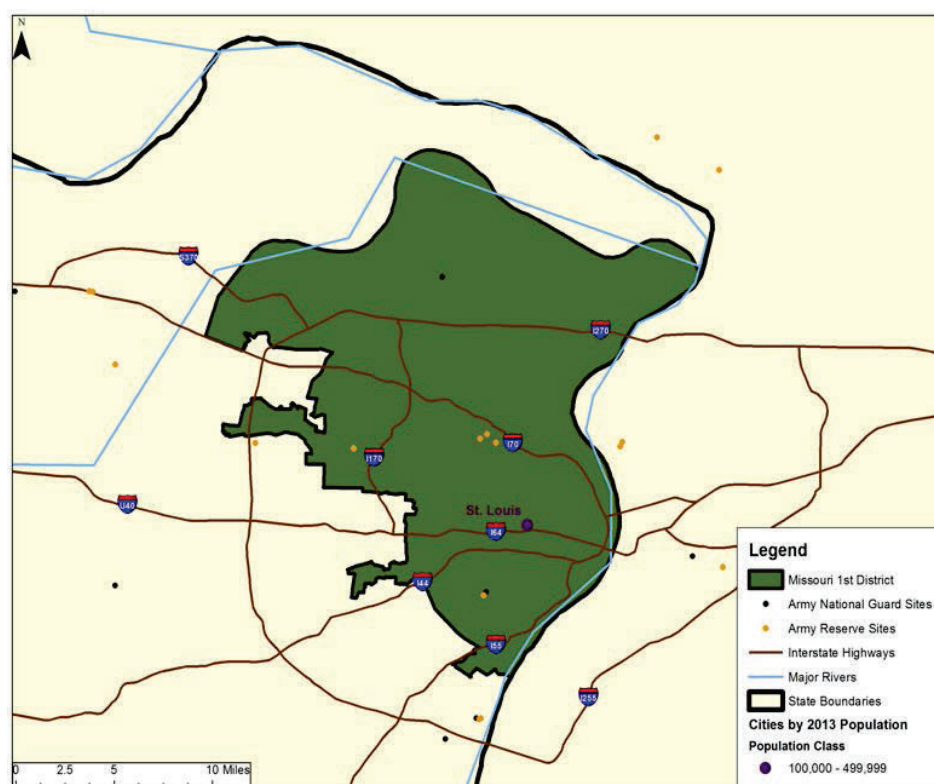 N
S370
I270
I70
I170
U40
St. Louis
I64
I44
I55
I255
Legend
Missouri 1st District
Army National Guard Sites
Army Reserve Sites
Interstate Highways
Major Rivers
State Boundaries
Cities by 2013 Population
Population Class
100,000 - 499,999
0 2.5 5 10 Miles